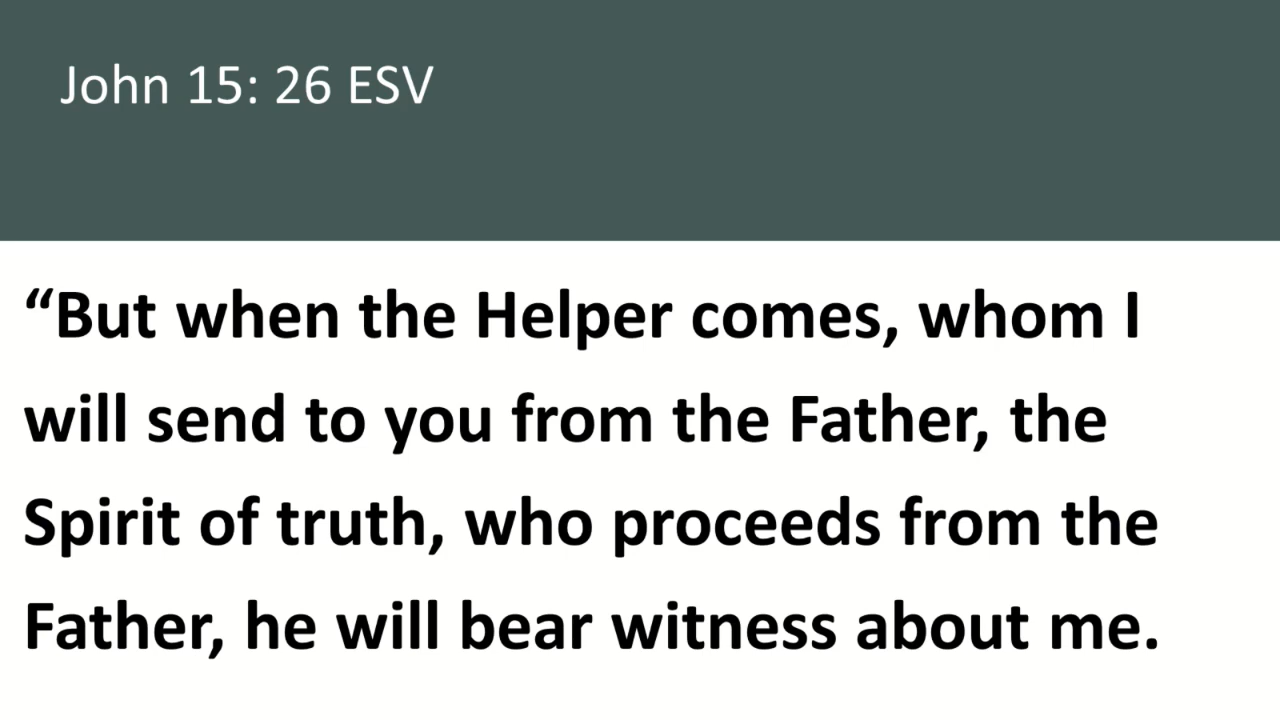 John 15: 26 ESV
“But when the Helper comes, whom I
will send to you from the Father, the
Spirit of truth, who proceeds from the
Father, he will bear witness about me.